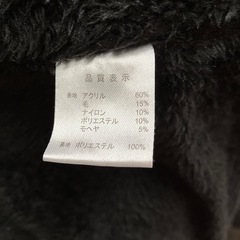 品質表示
表地 アクリル 60%
毛 15%
ナイロン 10%
ポリエステル 10%
モヘヤ 5%
裏地 ポリエステル 100%